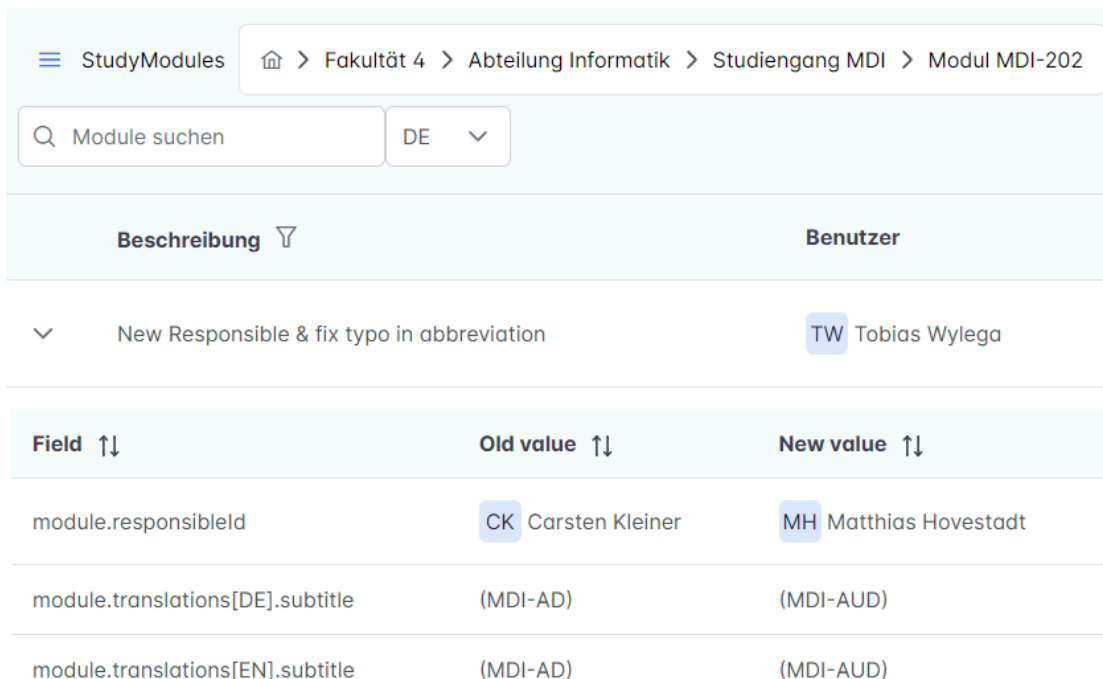 StudyModules Fakultät 4 > Abteilung Informatik > Studiengang MDI > Modul MDI-202
Module suchen DE
Beschreibung Benutzer
New Responsible & fix typo in abbreviation TW Tobias Wylega
Field Old value New value
module.responsibleId CK Carsten Kleiner MH Matthias Hovestadt
module.translations[DE].subtitle (MDI-AD) (MDI-AUD)
module.translations[EN].subtitle (MDI-AD) (MDI-AUD)